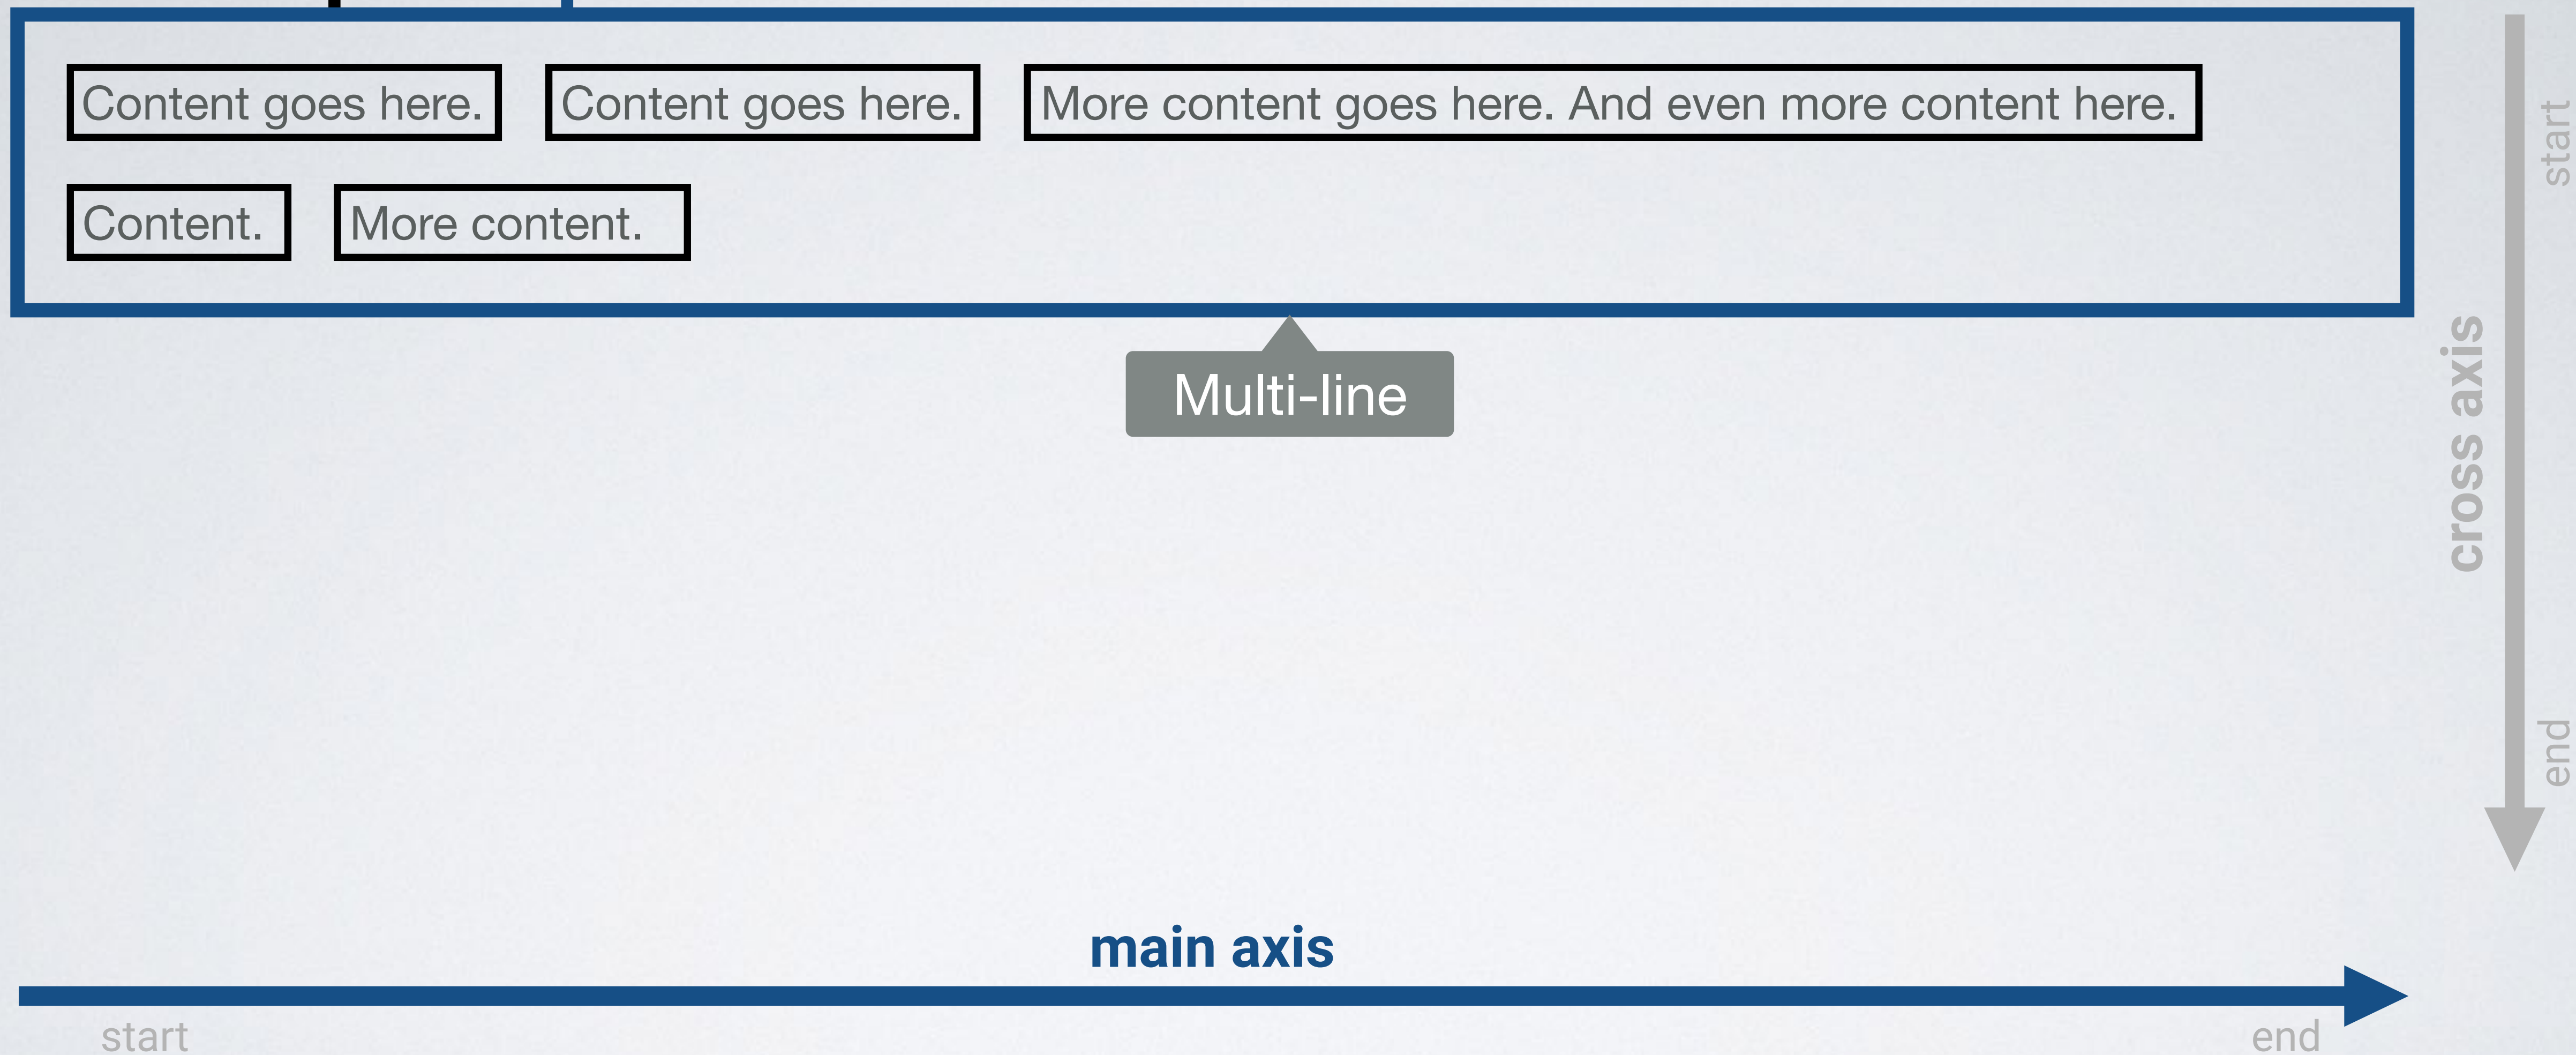 Content goes here.
Content goes here.
More content goes here. And even more content here.
Content.
More content.
Multi-line
start
cross axis
end
main axis
start
end